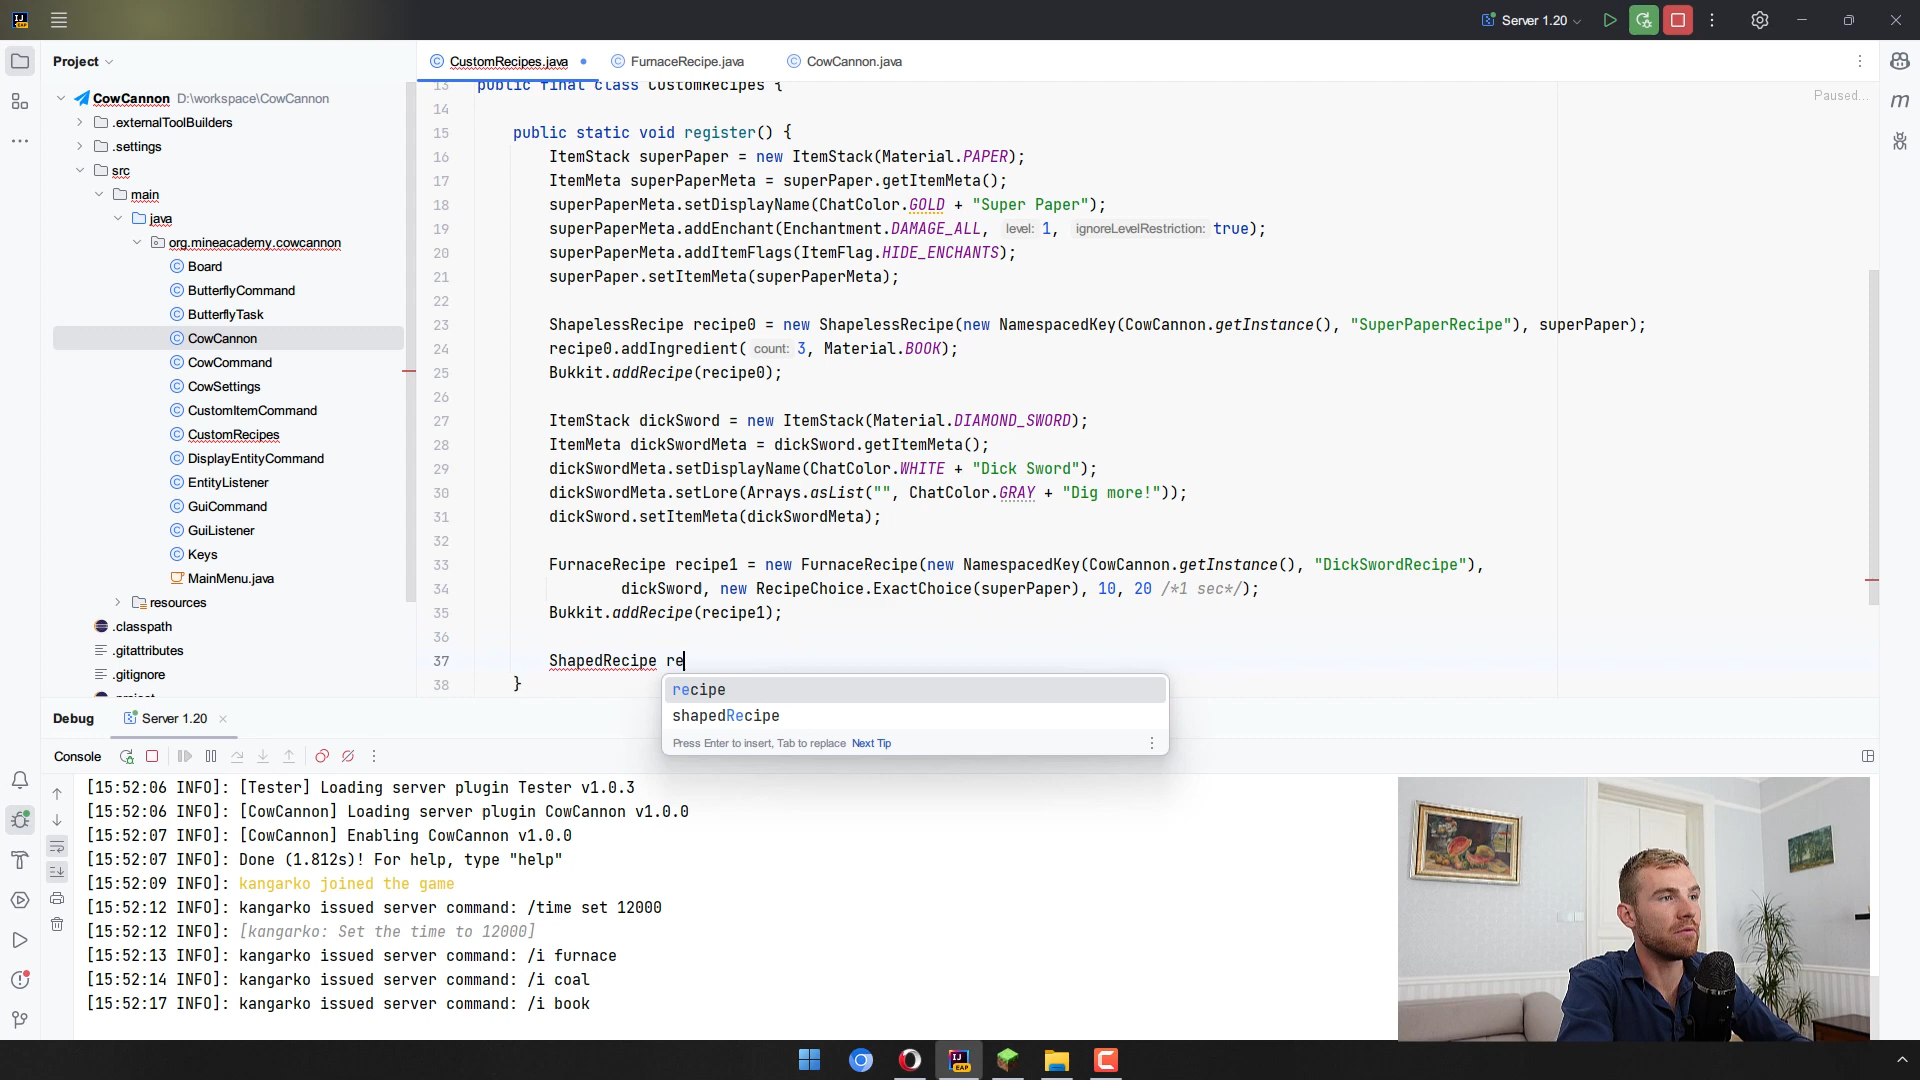 Server 1.20
Project
CustomRecipes.java
FurnaceRecipe.java
CowCannon.java
Paused...
CowCannon D:\workspace\CowCannon
.externalToolBuilders
.settings
src
main
java
org.mineacademy.cowcannon
Board
ButterflyCommand
ButterflyTask
CowCannon
CowCommand
CowSettings
CustomItemCommand
CustomRecipes
DisplayEntityCommand
EntityListener
GuiCommand
GuiListener
Keys
MainMenu.java
resources
.classpath
.gitattributes
.gitignore
13 public final class CustomRecipes {
14
15 public static void register() {
16 ItemStack superPaper = new ItemStack(Material.PAPER);
17 ItemMeta superPaperMeta = superPaper.getItemMeta();
18 superPaperMeta.setDisplayName(ChatColor.GOLD + "Super Paper");
19 superPaperMeta.addEnchant(Enchantment.DAMAGE_ALL, level: 1, ignoreLevelRestriction: true);
20 superPaperMeta.addItemFlags(ItemFlag.HIDE_ENCHANTS);
21 superPaper.setItemMeta(superPaperMeta);
22
23 ShapelessRecipe recipe0 = new ShapelessRecipe(new NamespacedKey(CowCannon.getInstance(), "SuperPaperRecipe"), superPaper);
24 recipe0.addIngredient( count: 3, Material.BOOK);
25 Bukkit.addRecipe(recipe0);
26
27 ItemStack dickSword = new ItemStack(Material.DIAMOND_SWORD);
28 ItemMeta dickSwordMeta = dickSword.getItemMeta();
29 dickSwordMeta.setDisplayName(ChatColor.WHITE + "Dick Sword");
30 dickSwordMeta.setLore(Arrays.asList("", ChatColor.GRAY + "Dig more!"));
31 dickSword.setItemMeta(dickSwordMeta);
32
33 FurnaceRecipe recipe1 = new FurnaceRecipe(new NamespacedKey(CowCannon.getInstance(), "DickSwordRecipe"),
34 dickSword, new RecipeChoice.ExactChoice(superPaper), 10, 20 /*1 sec*/);
35 Bukkit.addRecipe(recipe1);
36
37 ShapedRecipe re
38 }
recipe
shapedRecipe
Press Enter to insert, Tab to replace Next Tip
Debug Server 1.20
Console
[15:52:06 INFO]: [Tester] Loading server plugin Tester v1.0.3
[15:52:06 INFO]: [CowCannon] Loading server plugin CowCannon v1.0.0
[15:52:07 INFO]: [CowCannon] Enabling CowCannon v1.0.0
[15:52:07 INFO]: Done (1.812s)! For help, type "help"
[15:52:09 INFO]: kangarko joined the game
[15:52:12 INFO]: kangarko issued server command: /time set 12000
[15:52:12 INFO]: [kangarko: Set the time to 12000]
[15:52:13 INFO]: kangarko issued server command: /i furnace
[15:52:14 INFO]: kangarko issued server command: /i coal
[15:52:17 INFO]: kangarko issued server command: /i book